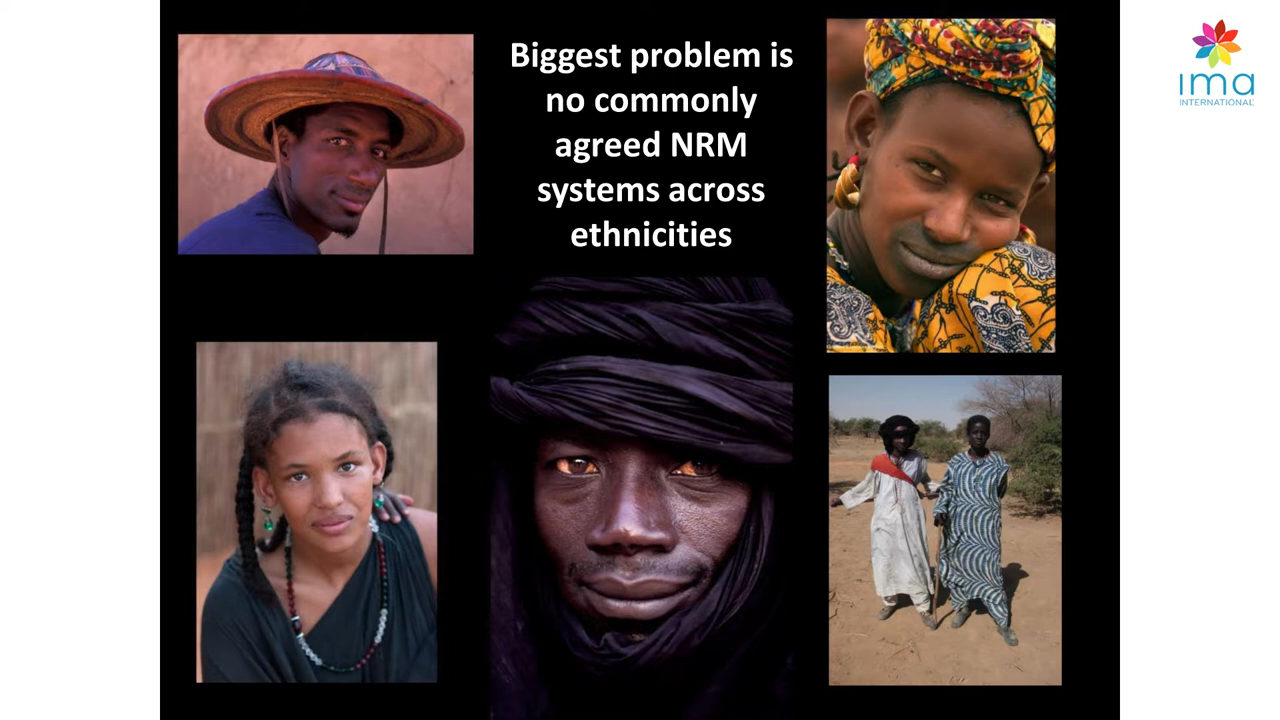 Biggest problem is
no commonly
agreed NRM
systems across
ethnicities
ima
INTERNATIONAL